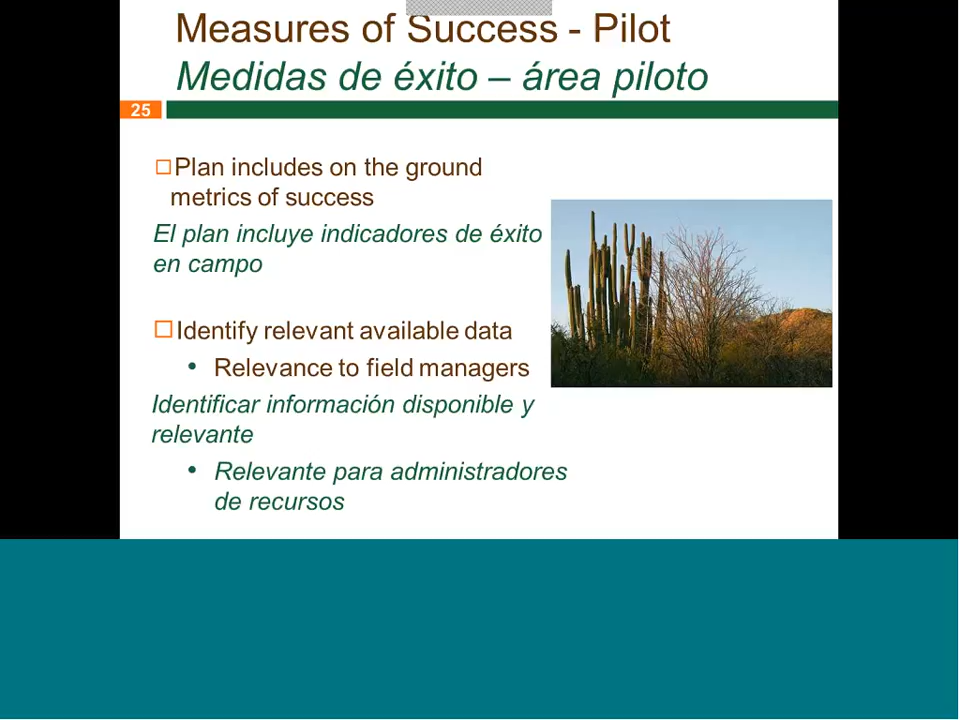 Measures of Success - Pilot
Medidas de éxito – área piloto
25
Plan includes on the ground
metrics of success
El plan incluye indicadores de éxito
en campo
Identify relevant available data
• Relevance to field managers
Identificar información disponible y
relevante
• Relevante para administradores
de recursos